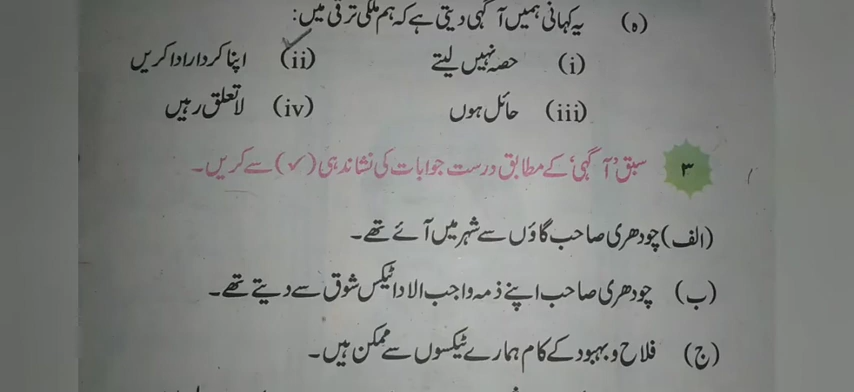 (ہ) یہ کہانی ہمیں آگہی دیتی ہے کہ ہم ملکی ترقی میں:
(i) حصہ نہیں لیتے (ii) اپنا کردار ادا کریں
(iii) حائل ہوں (iv) لاتعلق رہیں
۳ سبق 'آگہی' کے مطابق درست جوابات کی نشاندہی (✓) سے کریں۔
(الف) چودھری صاحب گاؤں سے شہر میں آئے تھے۔
(ب) چودھری صاحب اپنے ذمہ واجب الادا ٹیکس شوق سے دیتے تھے۔
(ج) فلاح و بہبود کے کام ہمارے ٹیکسوں سے ممکن ہیں۔